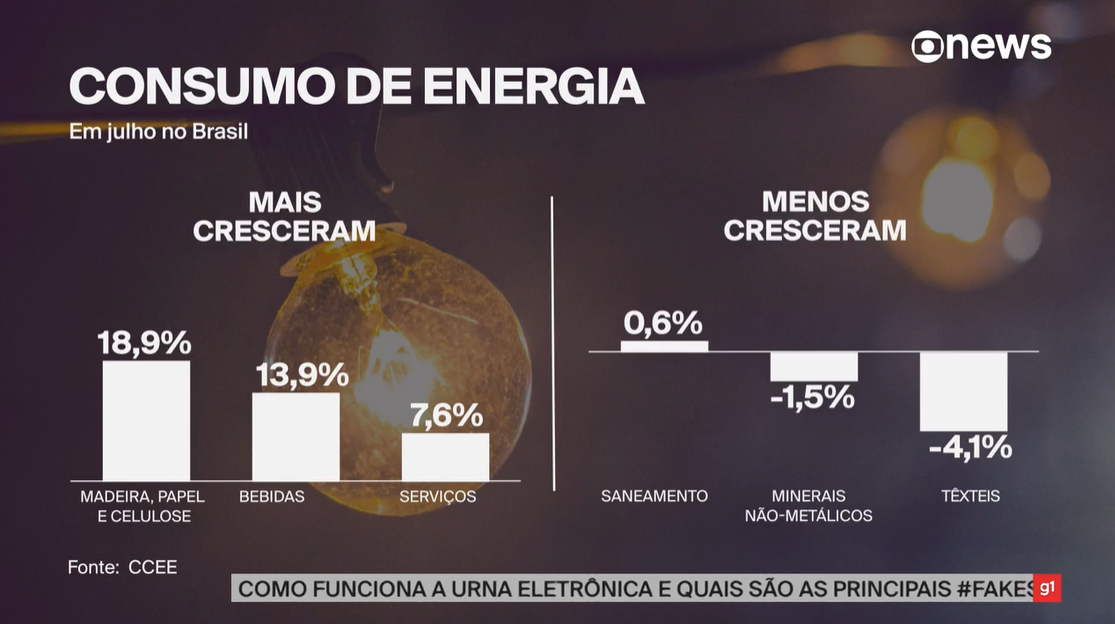 news
CONSUMO DE ENERGIA
Em julho no Brasil
MAIS
CRESCERAM
18,9%
13,9%
7,6%
MADEIRA, PAPEL
E CELULOSE
BEBIDAS
SERVIÇOS
MENOS
CRESCERAM
0,6%
-1,5%
-4,1%
SANEAMENTO
MINERAIS
NÃO-METÁLICOS
TÊXTEIS
Fonte: CCEE
COMO FUNCIONA A URNA ELETRÔNICA E QUAIS SÃO AS PRINCIPAIS #FAKES
g1